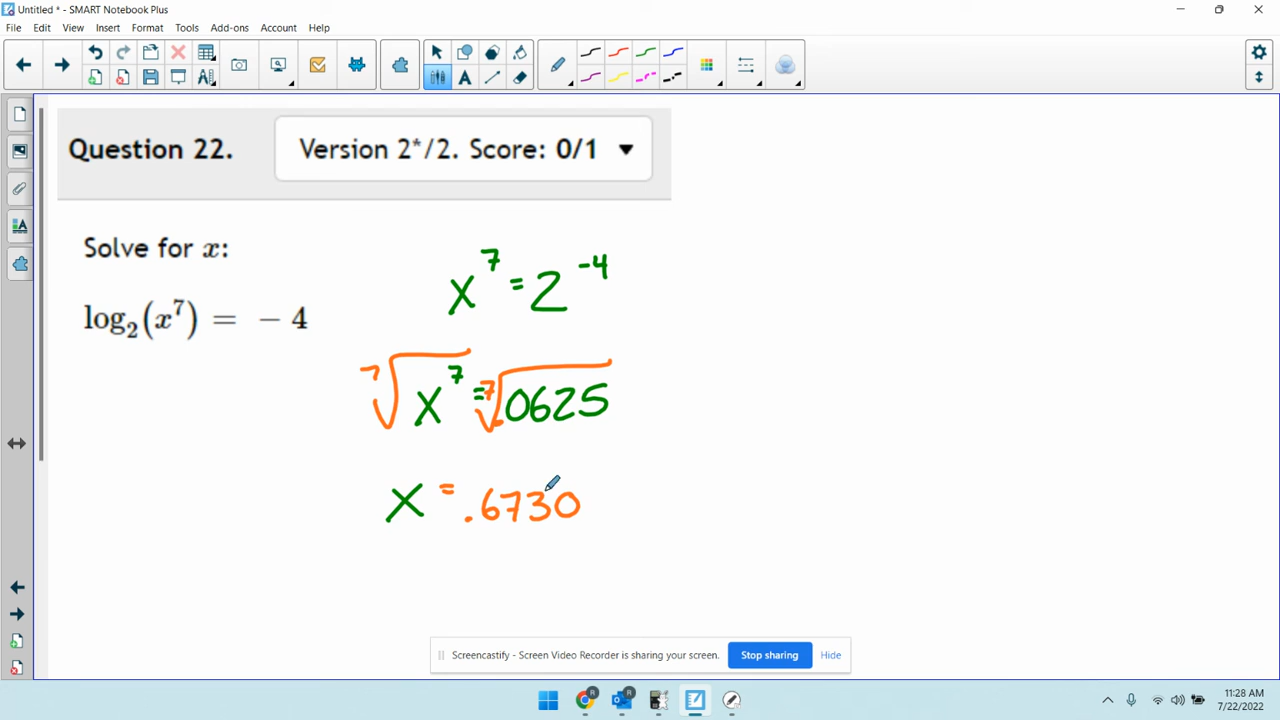 Untitled * - SMART Notebook Plus
File Edit View Insert Format Tools Add-ons Account Help
Question 22.
Version 2*/2. Score: 0/1
Solve for x:
log₂(x⁷) = − 4
x⁷ = 2⁻⁴
⁷√x⁷ = ⁷√.0625
x = .6730
Screencastify - Screen Video Recorder is sharing your screen. Stop sharing Hide
11:28 AM
7/22/2022